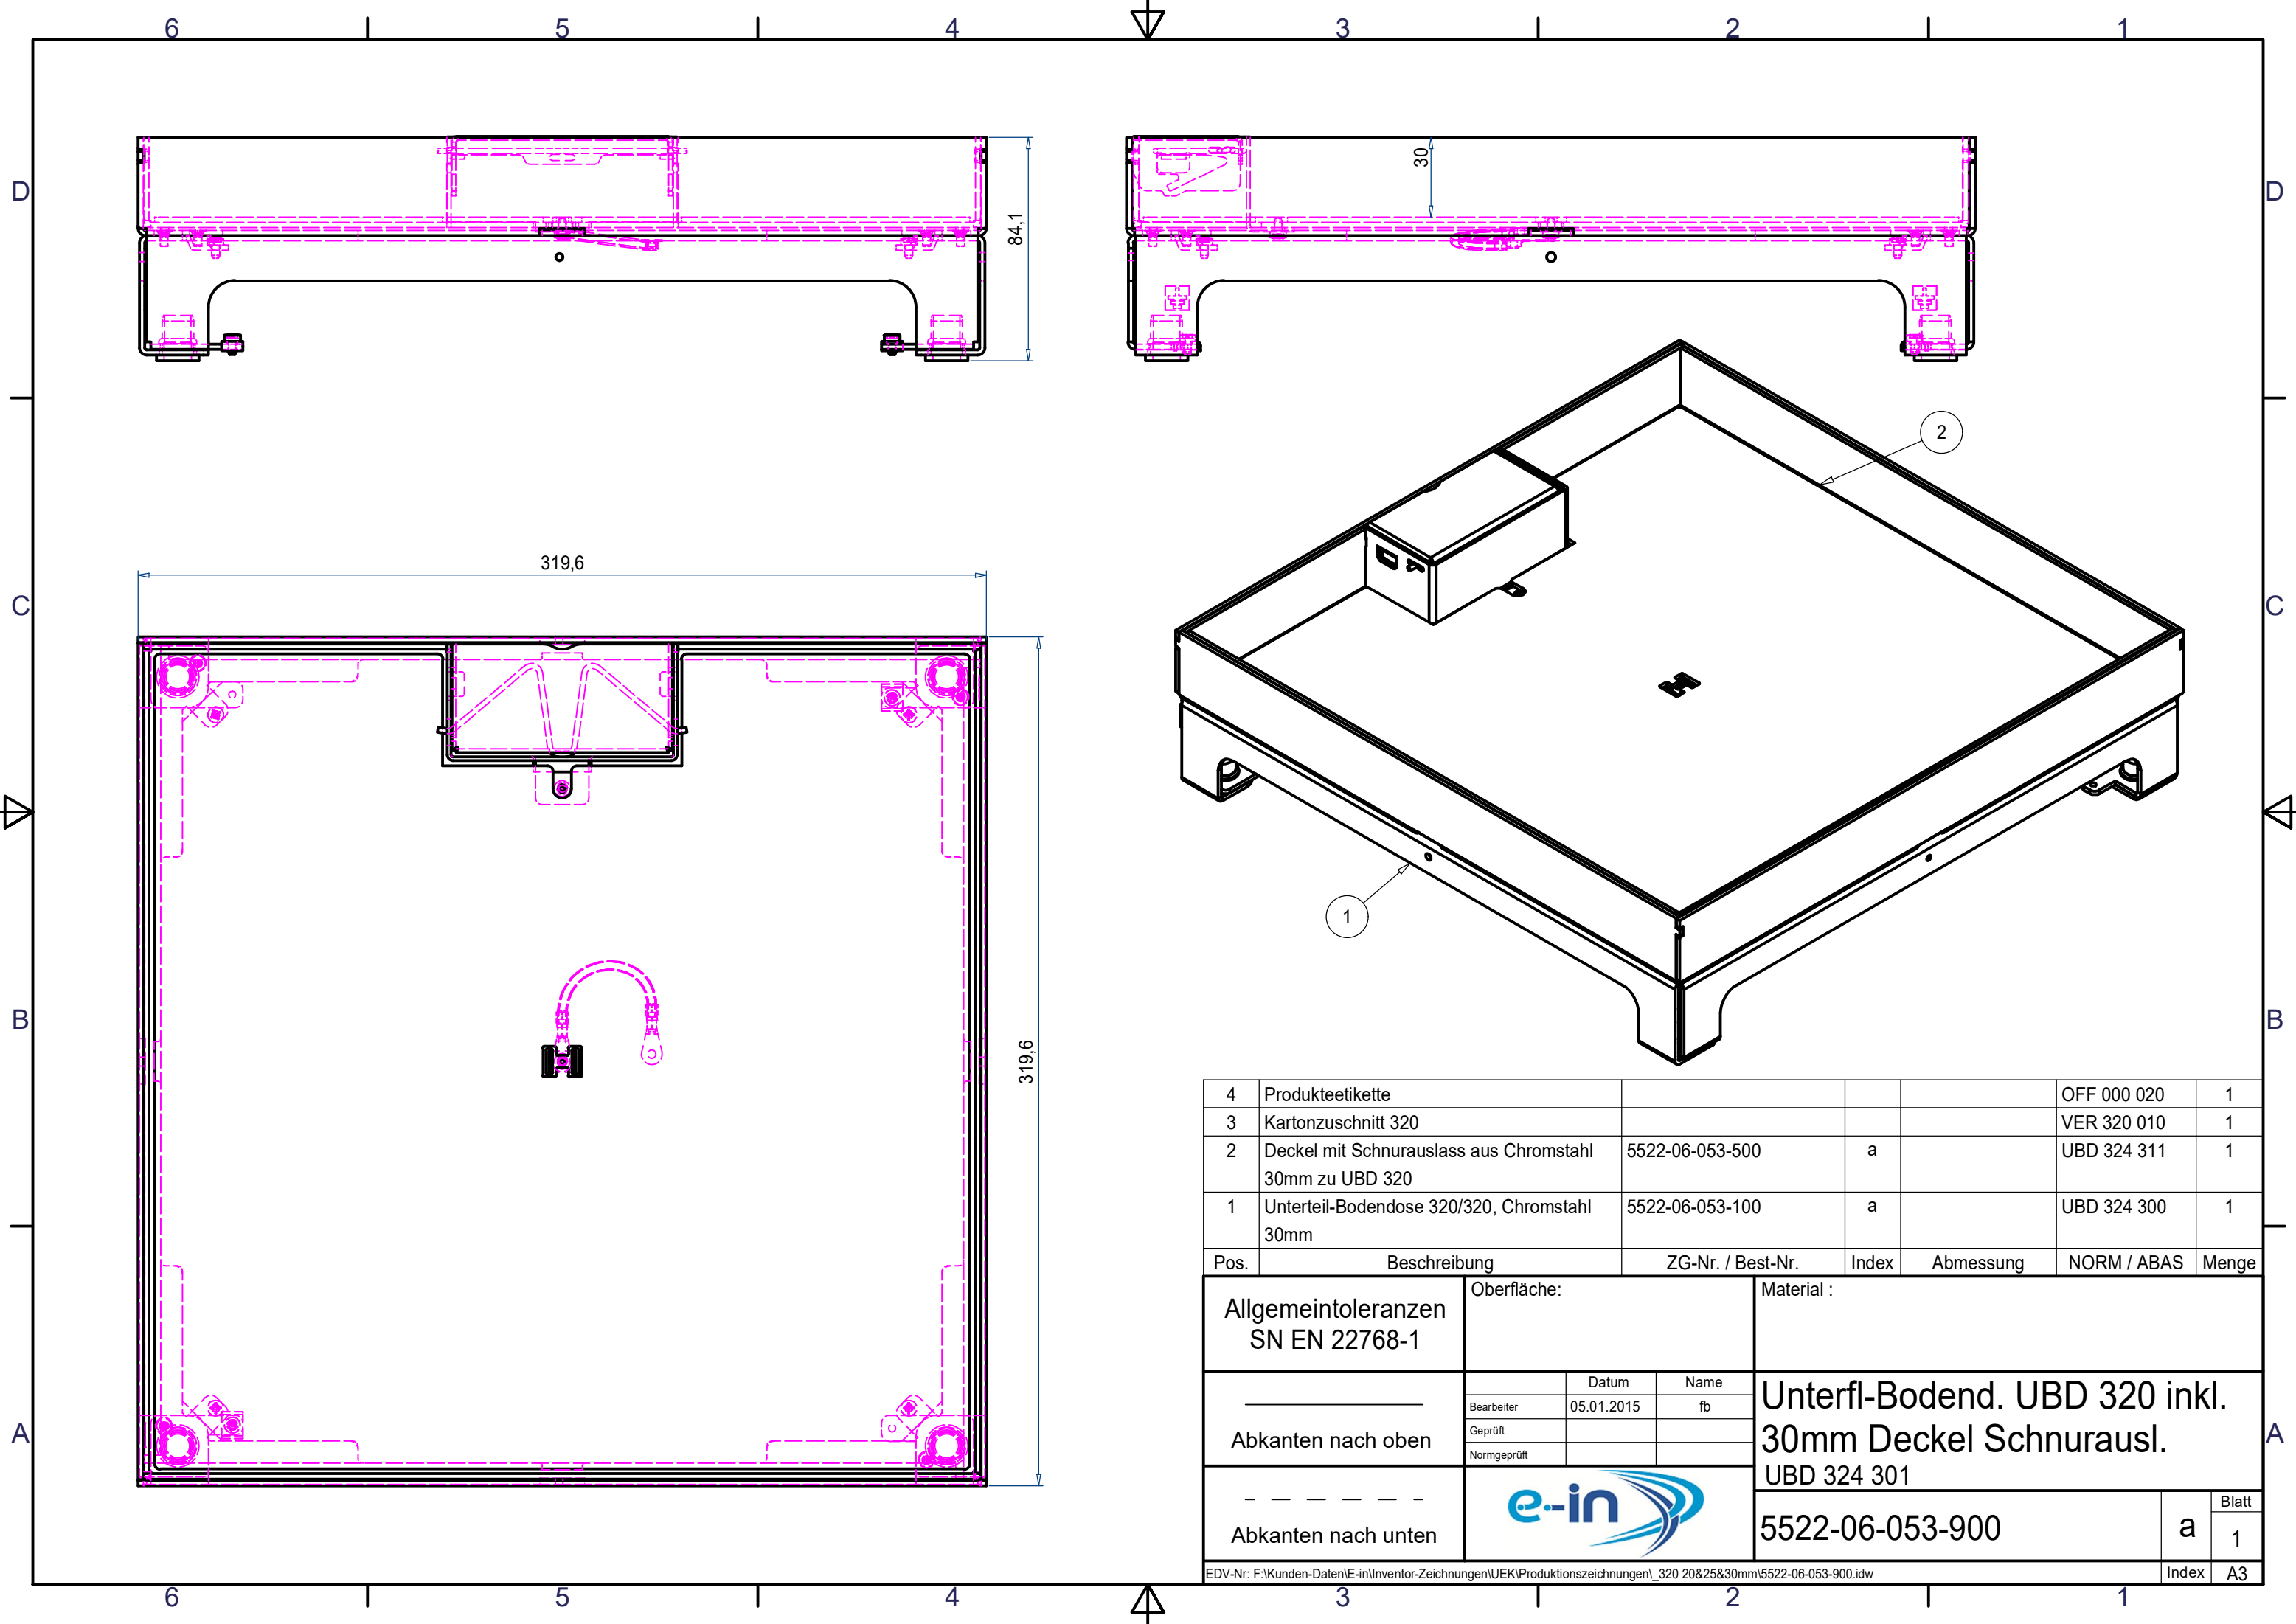 6 5 4 3 2 1
D D
30
84,1
2
319,6
C C
1
319,6
B B
4 Produkteetikette OFF 000 020 1
3 Kartonzuschnitt 320 VER 320 010 1
2 Deckel mit Schnurauslass aus Chromstahl 5522-06-053-500 a UBD 324 311 1
30mm zu UBD 320
1 Unterteil-Bodendose 320/320, Chromstahl 5522-06-053-100 a UBD 324 300 1
30mm
Pos. Beschreibung ZG-Nr. / Best-Nr. Index Abmessung NORM / ABAS Menge
Allgemeintoleranzen
SN EN 22768-1
Oberfläche:
Material :
Datum Name
Bearbeiter 05.01.2015 fb
Geprüft
Normgeprüft
Abkanten nach oben
Abkanten nach unten
e-in
Unterfl-Bodend. UBD 320 inkl.
30mm Deckel Schnurausl.
UBD 324 301
5522-06-053-900
a
Blatt
1
A A
EDV-Nr: F:\Kunden-Daten\E-in\Inventor-Zeichnungen\UEK\Produktionszeichnungen\_320 20&25&30mm\5522-06-053-900.idw
Index A3
6 5 4 3 2 1